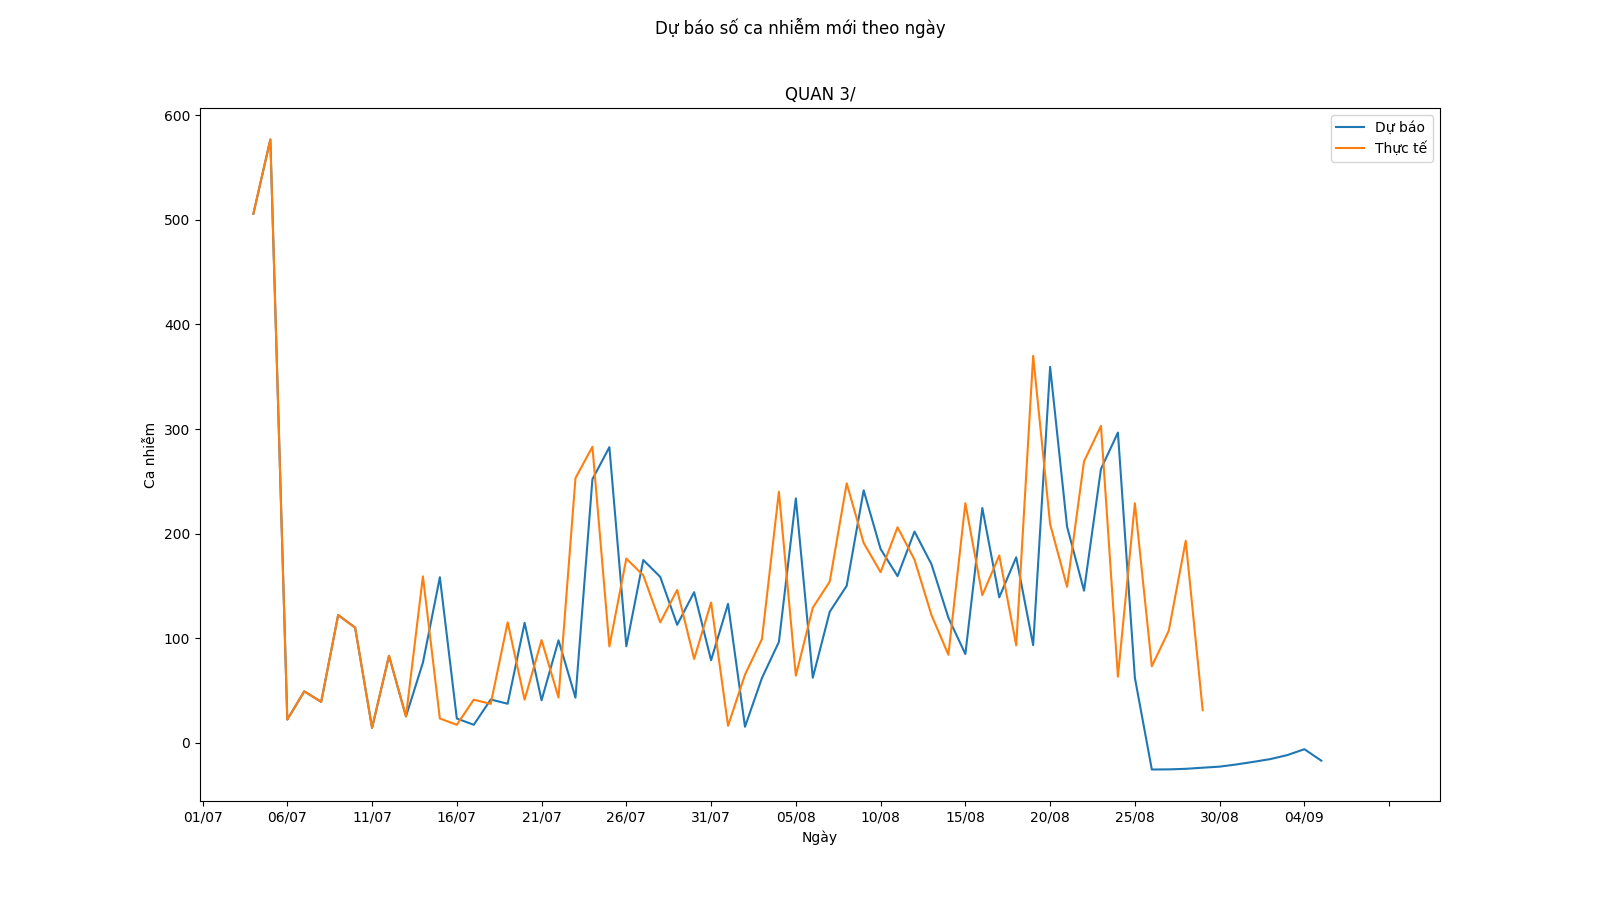 Dự báo số ca nhiễm mới theo ngày
QUAN 3/
Dự báo
Thực tế
600
500
400
300
200
100
0
Ca nhiễm
01/07 06/07 11/07 16/07 21/07 26/07 31/07 05/08 10/08 15/08 20/08 25/08 30/08 04/09
Ngày